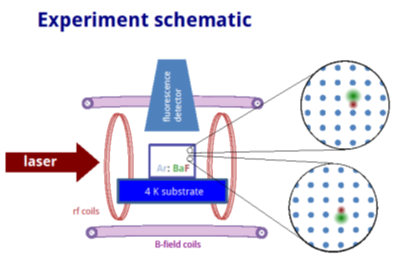 Experiment schematic
fluorescence
detector
laser
Ar: BaF
4 K substrate
rf coils
B-field coils